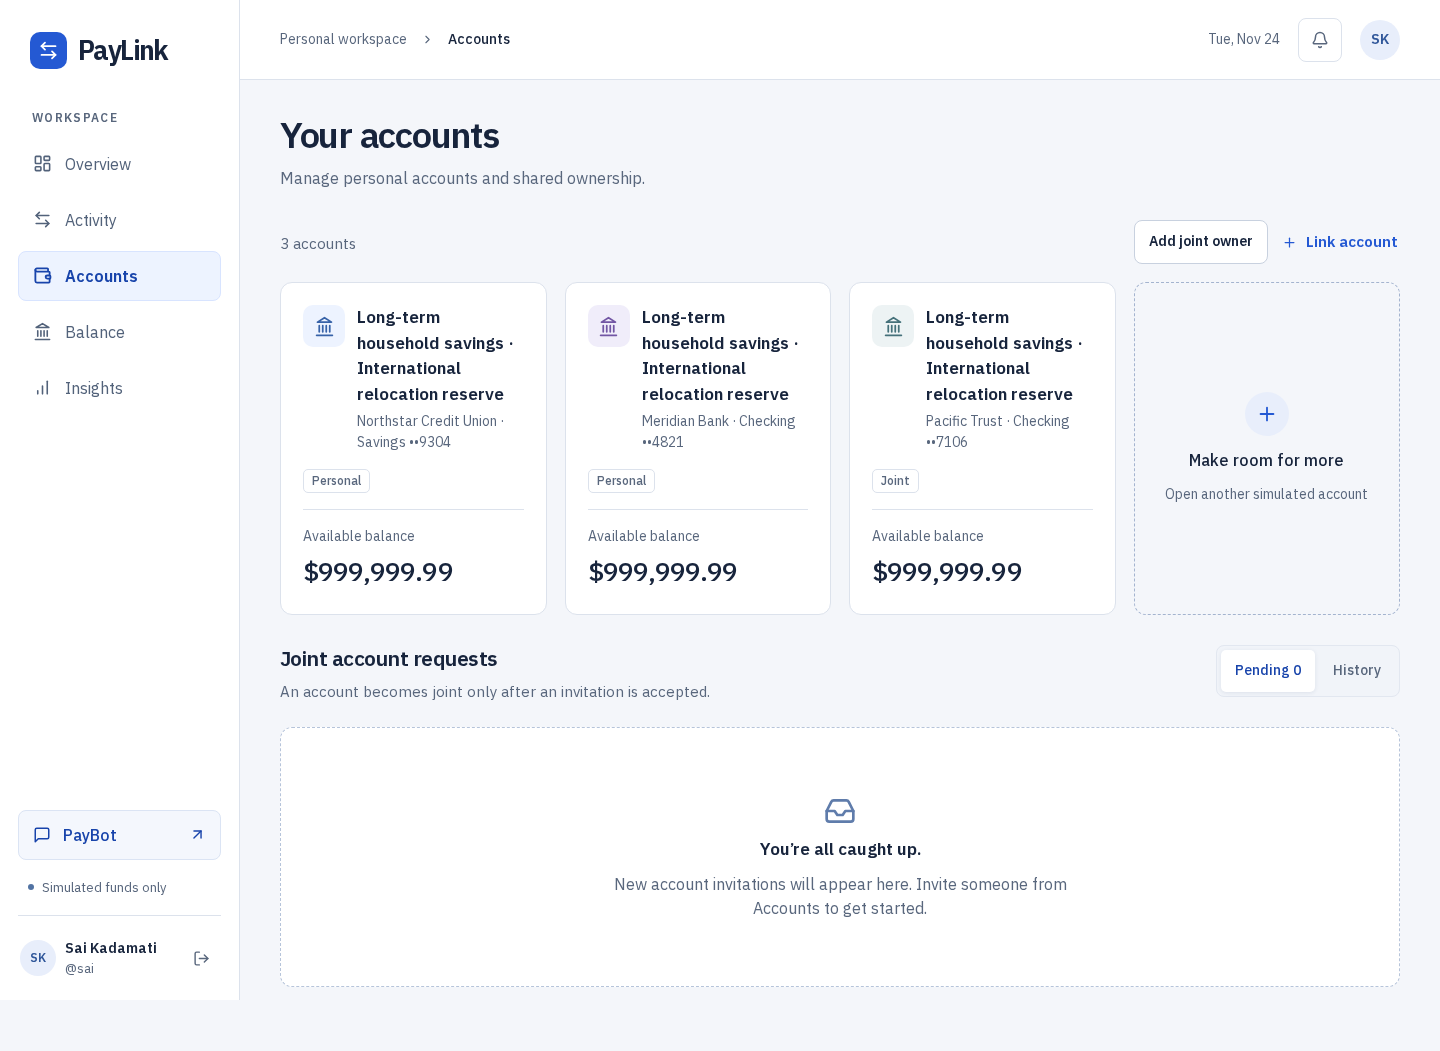 PayLink
WORKSPACE
Overview
Activity
Accounts
Balance
Insights
PayBot
Simulated funds only
SK
Sai Kadamati
@sai
Personal workspace
Accounts
Tue, Nov 24
SK
Your accounts
Manage personal accounts and shared ownership.
3 accounts
Add joint owner
Link account
Long-term
household savings ·
International
relocation reserve
Northstar Credit Union ·
Savings ••9304
Personal
Available balance
$999,999.99
Long-term
household savings ·
International
relocation reserve
Meridian Bank · Checking
••4821
Personal
Available balance
$999,999.99
Long-term
household savings ·
International
relocation reserve
Pacific Trust · Checking
••7106
Joint
Available balance
$999,999.99
Make room for more
Open another simulated account
Joint account requests
An account becomes joint only after an invitation is accepted.
Pending 0
History
You’re all caught up.
New account invitations will appear here. Invite someone from
Accounts to get started.